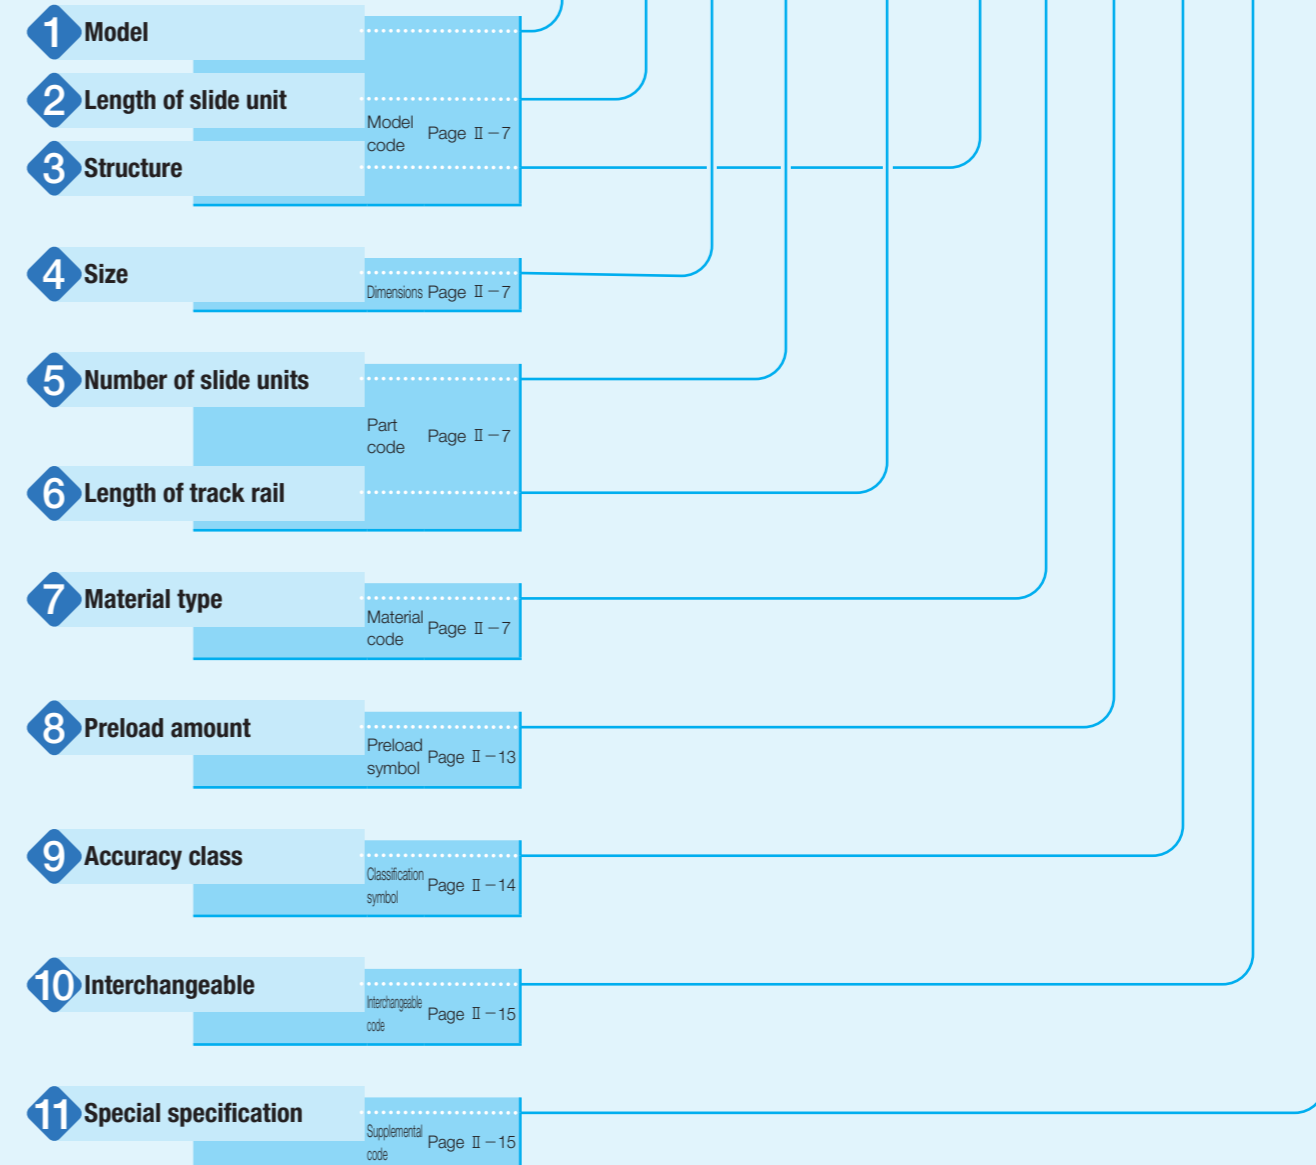 1 Model
2 Length of slide unit
Model code Page Ⅱ－7
3 Structure
4 Size
Dimensions Page Ⅱ－7
5 Number of slide units
Part code Page Ⅱ－7
6 Length of track rail
7 Material type
Material code Page Ⅱ－7
8 Preload amount
Preload symbol Page Ⅱ－13
9 Accuracy class
Classification symbol Page Ⅱ－14
10 Interchangeable
Interchangeable code Page Ⅱ－15
11 Special specification
Supplemental code Page Ⅱ－15